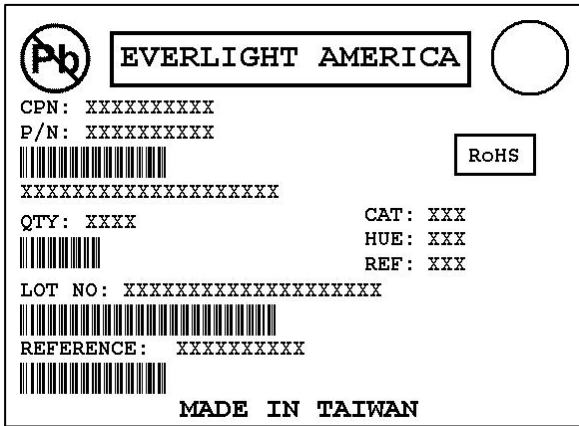 Pb
EVERLIGHT AMERICA
CPN: XXXXXXXXXX
P/N: XXXXXXXXXX
RoHS
XXXXXXXXXXXXXXXXXXXX
QTY: XXXX
CAT: XXX
HUE: XXX
REF: XXX
LOT NO: XXXXXXXXXXXXXXXXXXXX
REFERENCE: XXXXXXXXXX
MADE IN TAIWAN